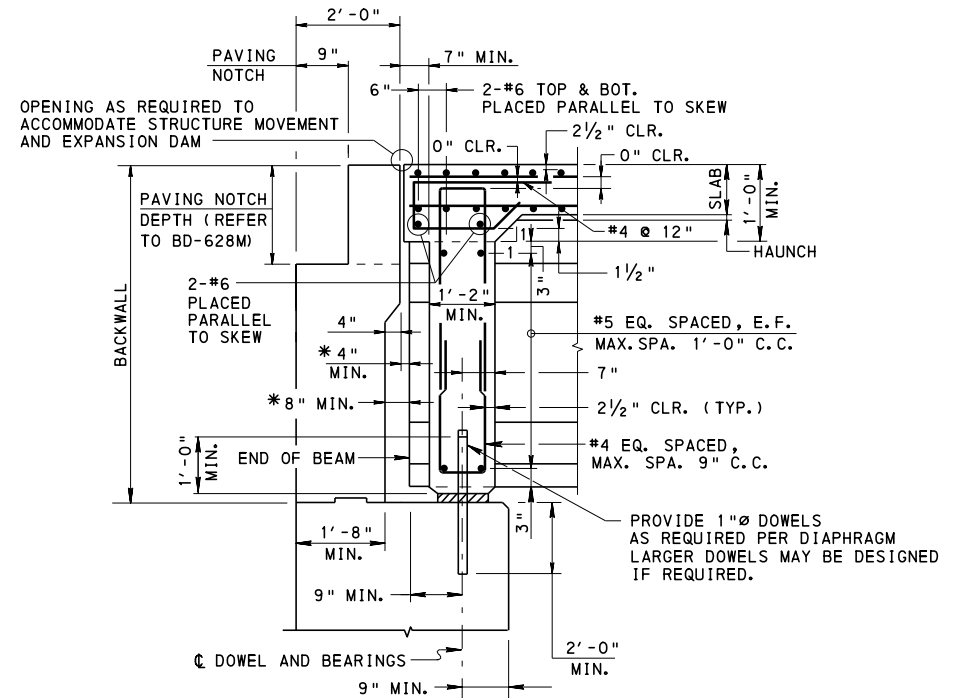 2'-0"
PAVING
NOTCH
9"
7" MIN.
6"
2-#6 TOP & BOT.
PLACED PARALLEL TO SKEW
OPENING AS REQUIRED TO
ACCOMMODATE STRUCTURE MOVEMENT
AND EXPANSION DAM
0" CLR.
2½" CLR.
0" CLR.
PAVING NOTCH
DEPTH (REFER
TO BD-628M)
SLAB
1'-0"
MIN.
#4 @ 12"
HAUNCH
1
1
3"
1½"
2-#6
PLACED
PARALLEL
TO SKEW
1'-2"
MIN.
BACKWALL
4"
#5 EQ. SPACED, E.F.
MAX. SPA. 1'-0" C.C.
*4"
MIN.
7"
*8" MIN.
2½" CLR. (TYP.)
1'-0"
MIN.
END OF BEAM
#4 EQ. SPACED,
MAX. SPA. 9" C.C.
3"
1'-8"
MIN.
PROVIDE 1"Ø DOWELS
AS REQUIRED PER DIAPHRAGM
LARGER DOWELS MAY BE DESIGNED
IF REQUIRED.
9" MIN.
℄ DOWEL AND BEARINGS
2'-0"
MIN.
9" MIN.